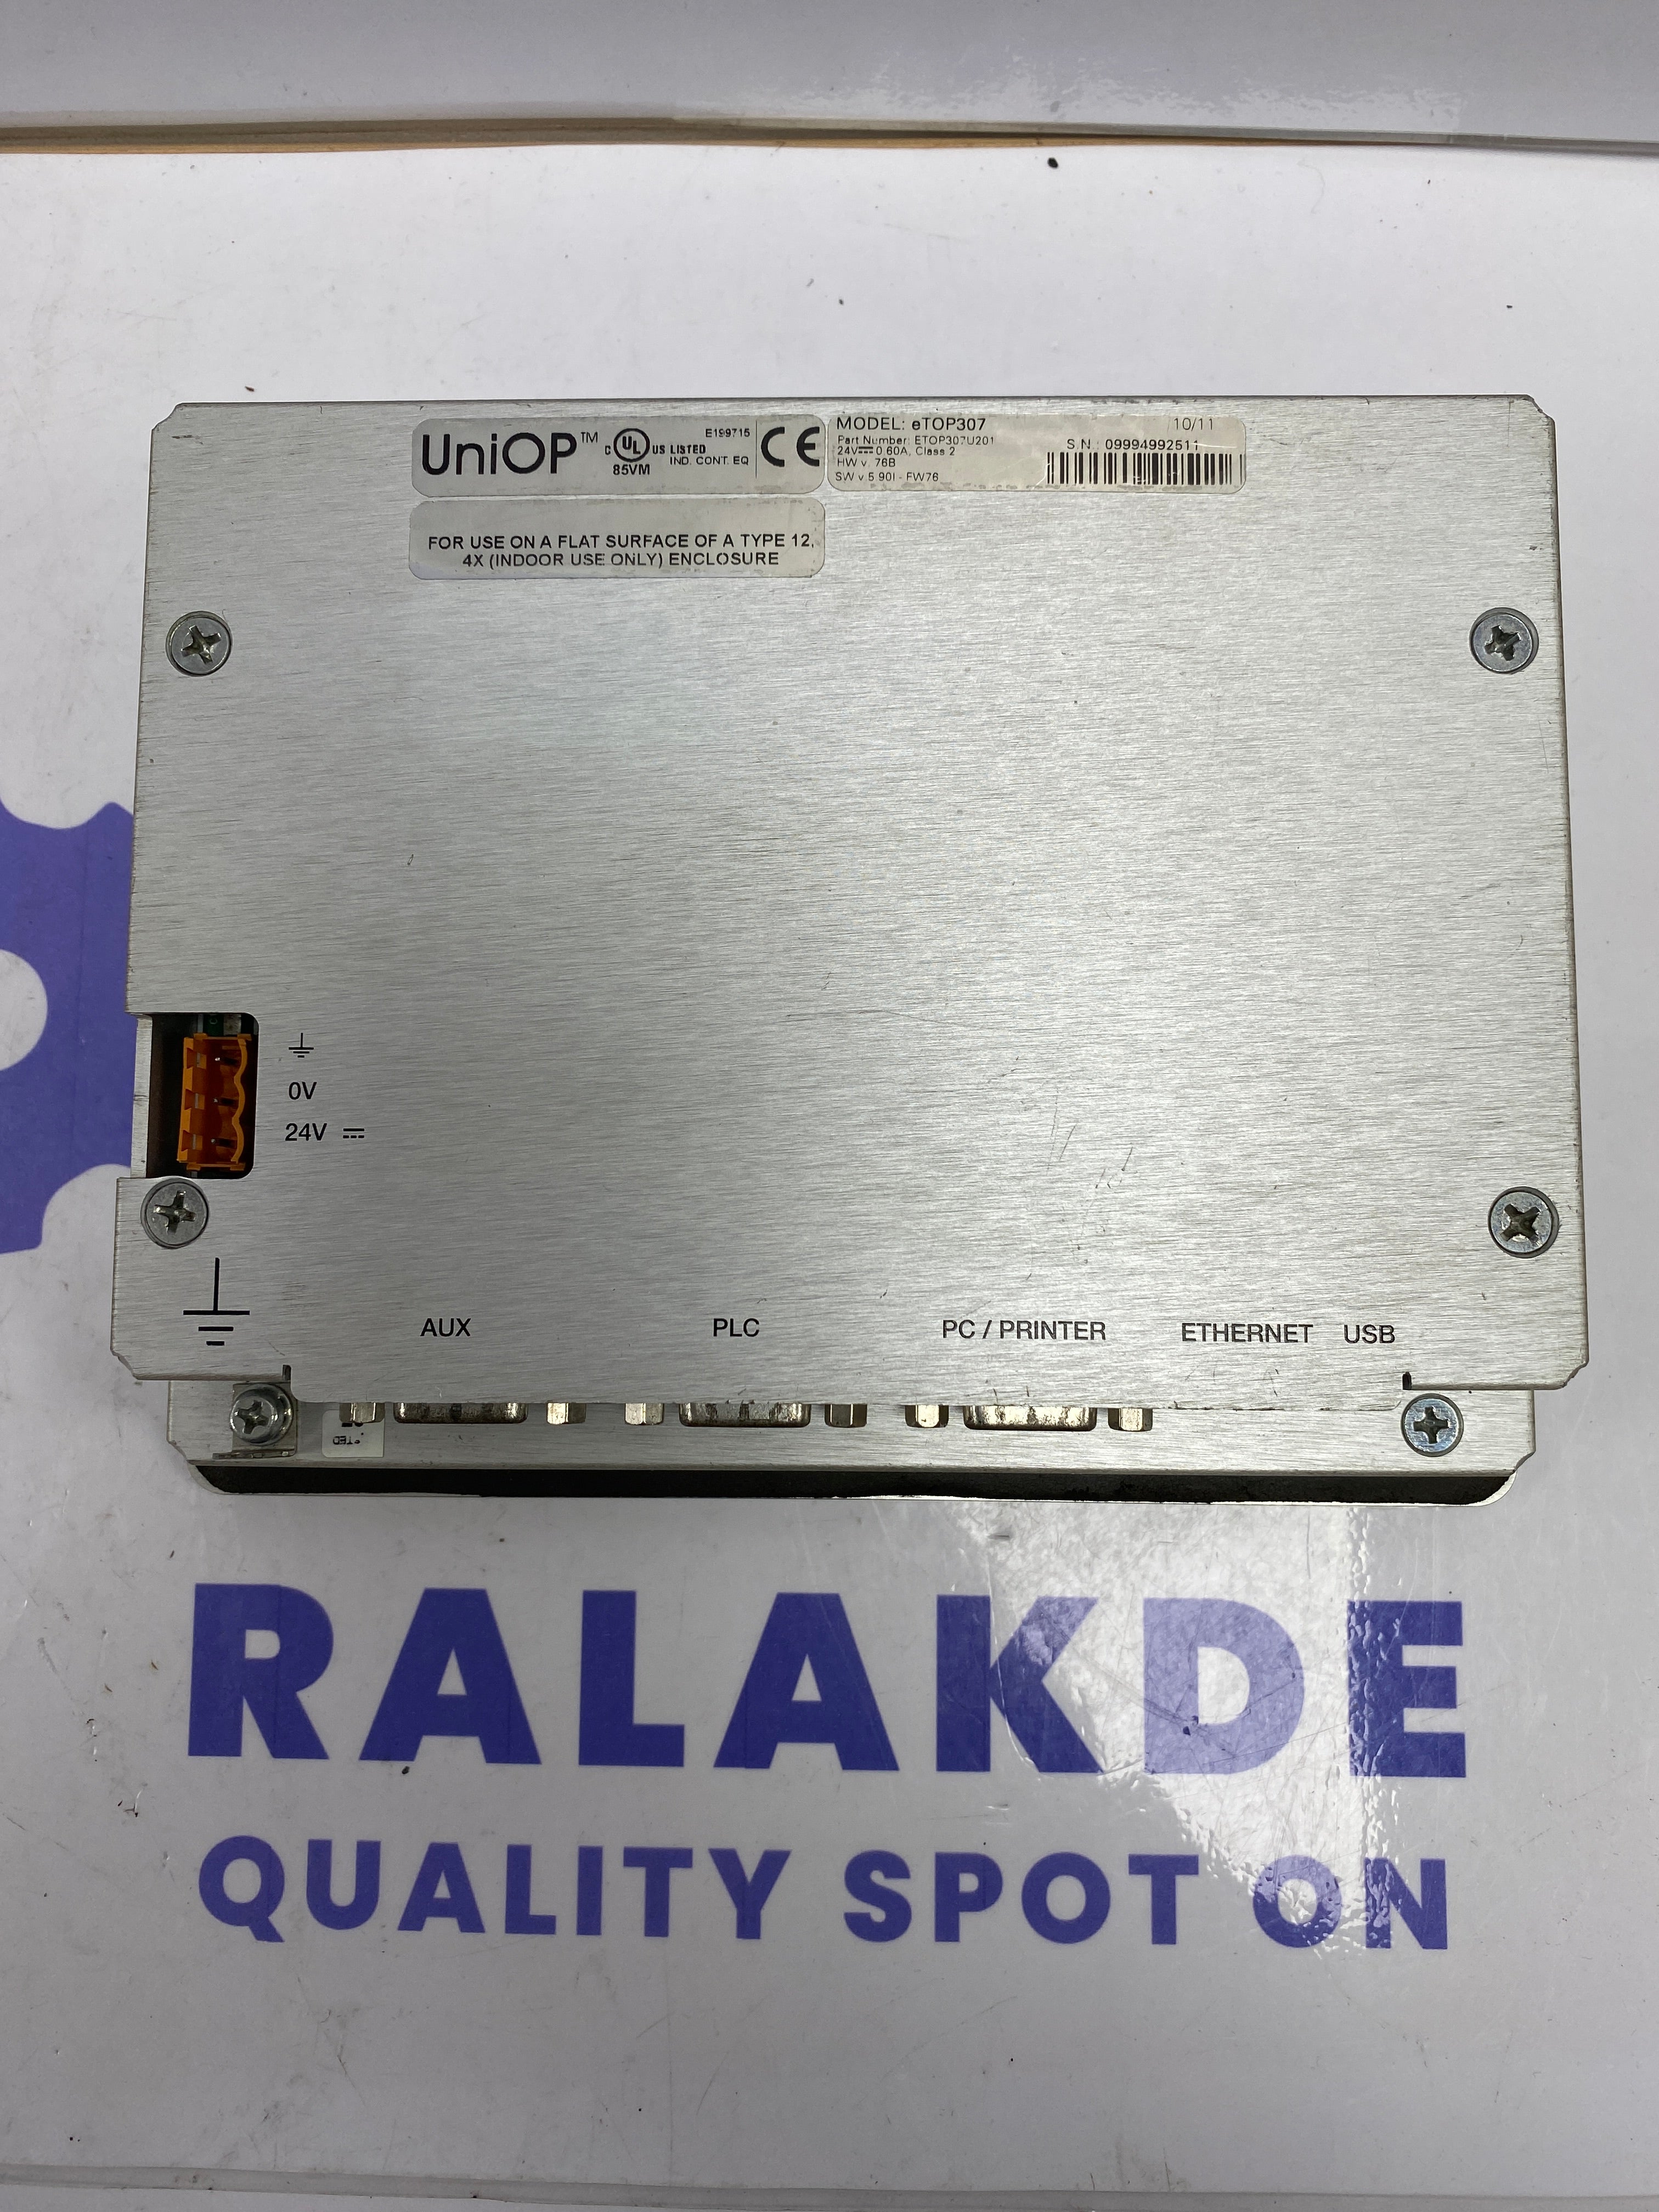 UniOP™
C UL US LISTED
85VM
E199715
IND. CONT. EQ
CE
MODEL: eTOP307
10/11
Part Number: ETOP307U201
24V 0.60A, Class 2
HW v. 76B
SW v 5.90I - FW76
S.N.: 09994992511
FOR USE ON A FLAT SURFACE OF A TYPE 12,
4X (INDOOR USE ONLY) ENCLOSURE
0V
24V
AUX
PLC
PC / PRINTER
ETHERNET
USB
RALAKDE
QUALITY SPOT ON